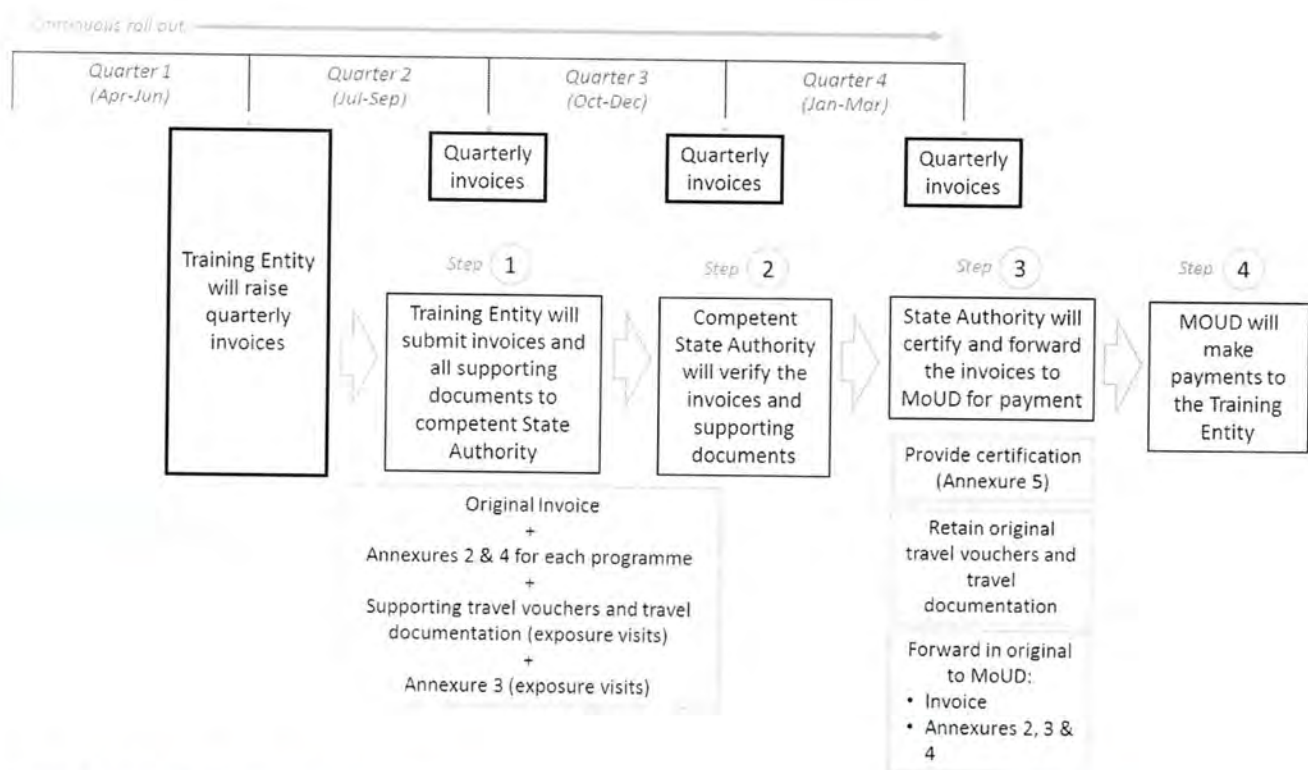 Continuous roll out
Quarter 1
(Apr-Jun)
Quarter 2
(Jul-Sep)
Quarter 3
(Oct-Dec)
Quarter 4
(Jan-Mar)
Quarterly
invoices
Quarterly
invoices
Quarterly
invoices
Training Entity
will raise
quarterly
invoices
Step 1
Training Entity will
submit invoices and
all supporting
documents to
competent State
Authority
Original Invoice
+
Annexures 2 & 4 for each programme
+
Supporting travel vouchers and travel
documentation (exposure visits)
+
Annexure 3 (exposure visits)
Step 2
Competent
State Authority
will verify the
invoices and
supporting
documents
Step 3
State Authority will
certify and forward
the invoices to
MoUD for payment
Provide certification
(Annexure 5)
Retain original
travel vouchers and
travel
documentation
Forward in original
to MoUD:
• Invoice
• Annexures 2, 3 &
4
Step 4
MOUD will
make
payments to
the Training
Entity